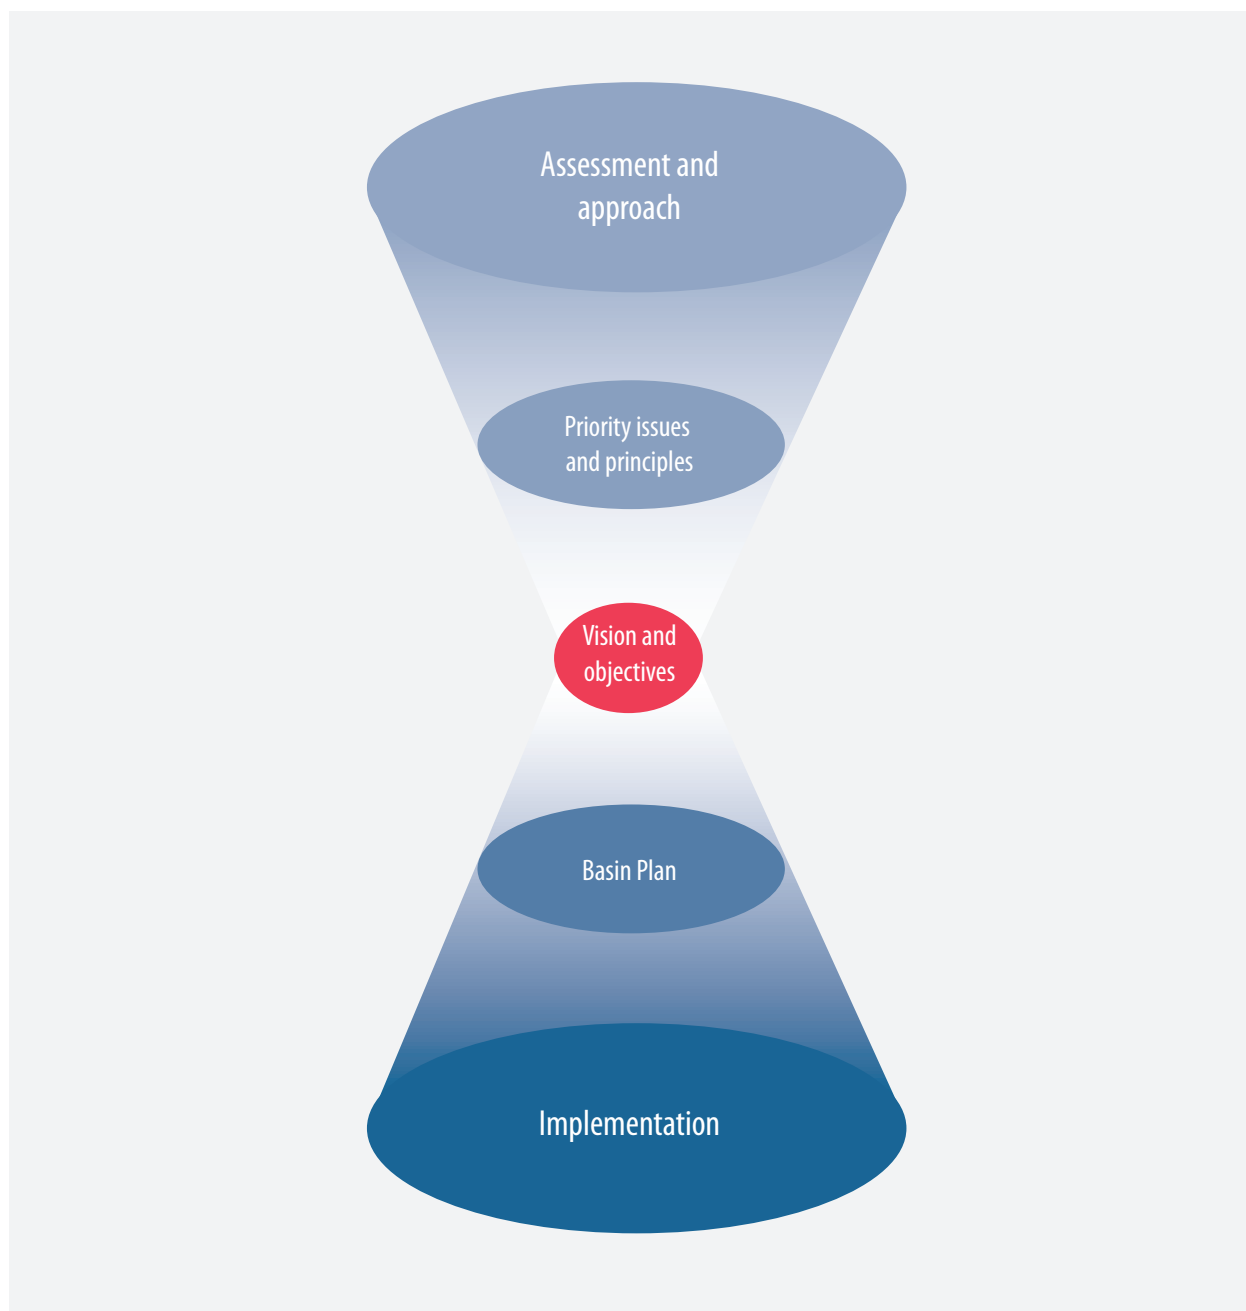 Assessment and
approach
Priority issues
and principles
Vision and
objectives
Basin Plan
Implementation